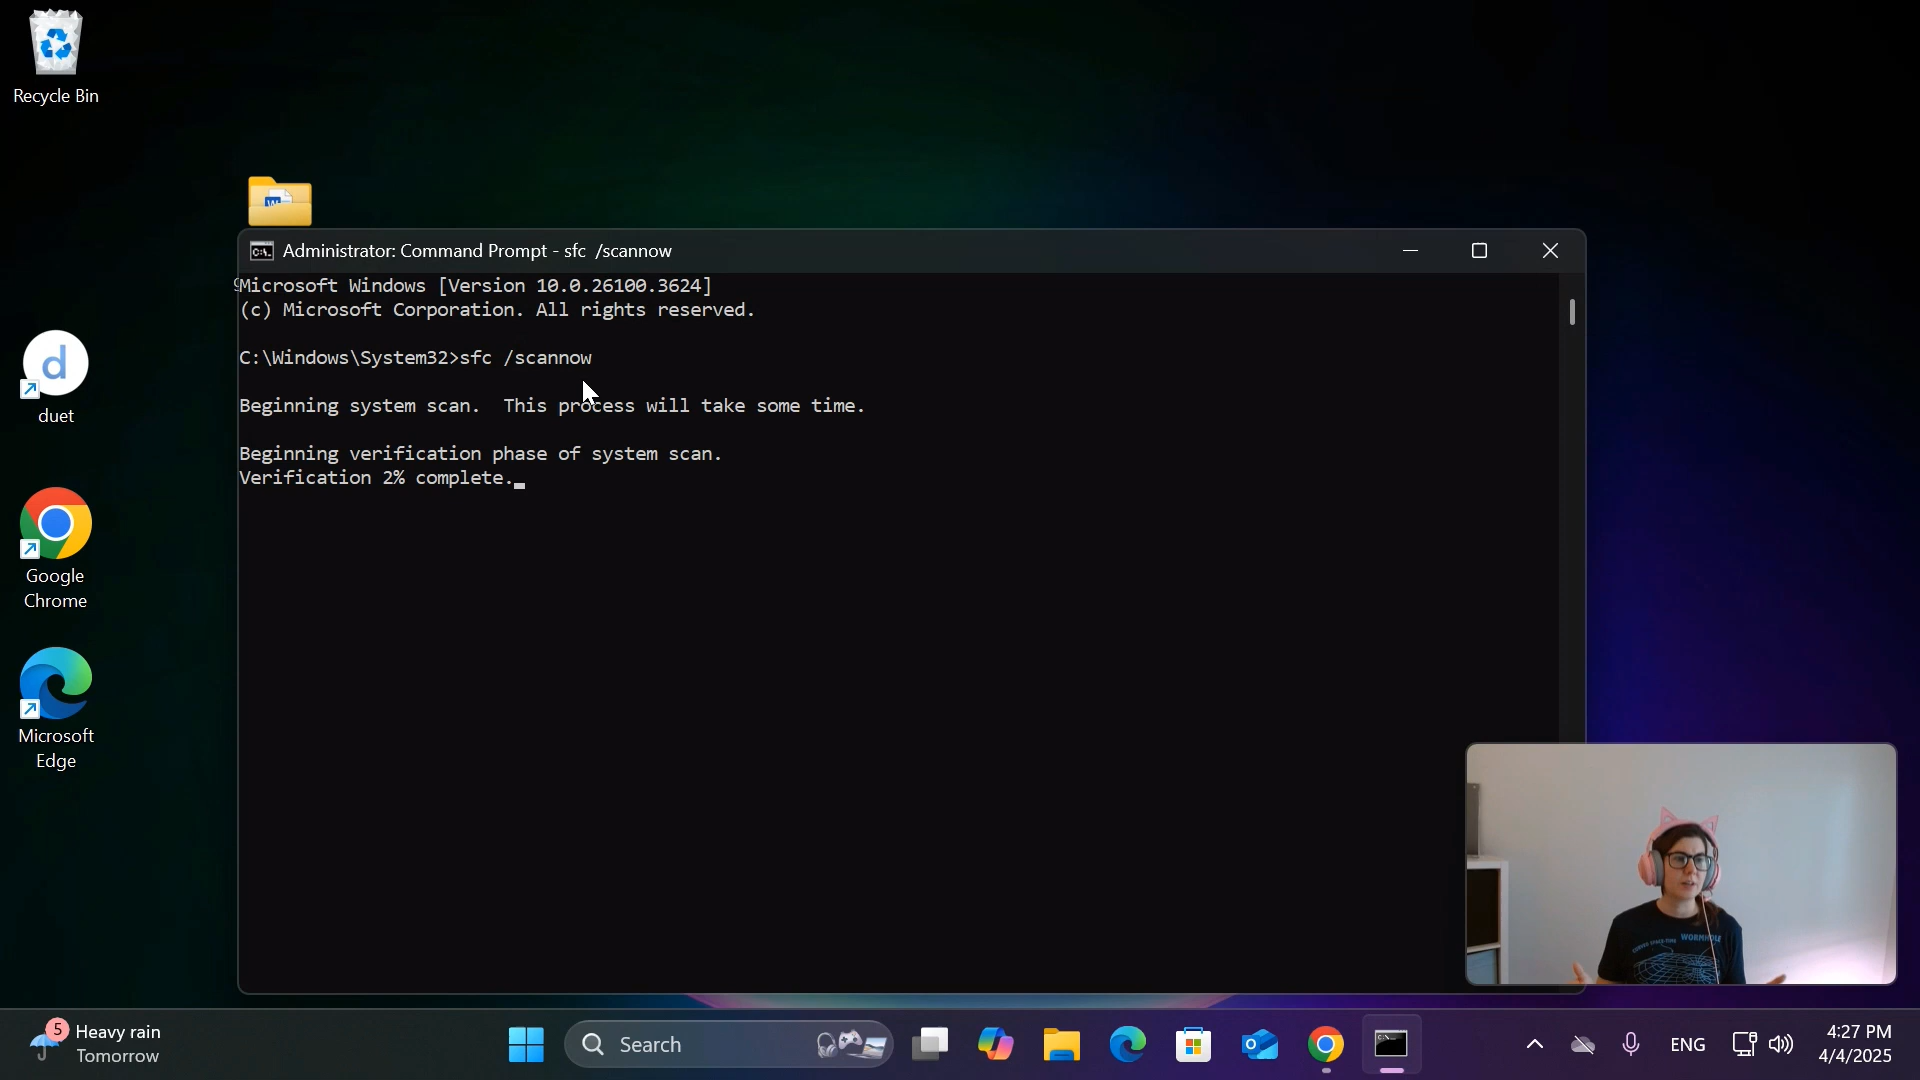 Recycle Bin
Administrator: Command Prompt - sfc /scannow
Microsoft Windows [Version 10.0.26100.3624]
(c) Microsoft Corporation. All rights reserved.
C:\Windows\System32>sfc /scannow
Beginning system scan.  This process will take some time.
Beginning verification phase of system scan.
Verification 2% complete.
d
duet
Google
Chrome
Microsoft
Edge
WORMHOLE
5
Heavy rain
Tomorrow
Search
ENG
4:27 PM
4/4/2025